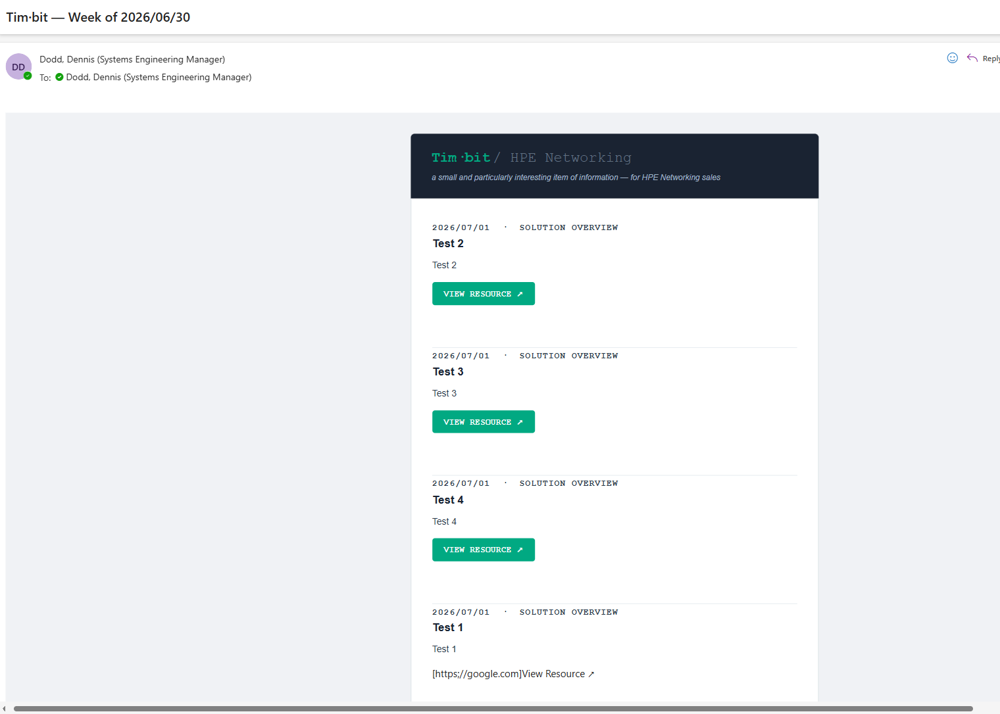 Tim·bit — Week of 2026/06/30
DD
Dodd, Dennis (Systems Engineering Manager)
Reply
To: Dodd, Dennis (Systems Engineering Manager)
Tim·bit / HPE Networking
a small and particularly interesting item of information — for HPE Networking sales
2026/07/01 · SOLUTION OVERVIEW
Test 2
Test 2
VIEW RESOURCE ↗
2026/07/01 · SOLUTION OVERVIEW
Test 3
Test 3
VIEW RESOURCE ↗
2026/07/01 · SOLUTION OVERVIEW
Test 4
Test 4
VIEW RESOURCE ↗
2026/07/01 · SOLUTION OVERVIEW
Test 1
Test 1
[https;//google.com]View Resource ↗